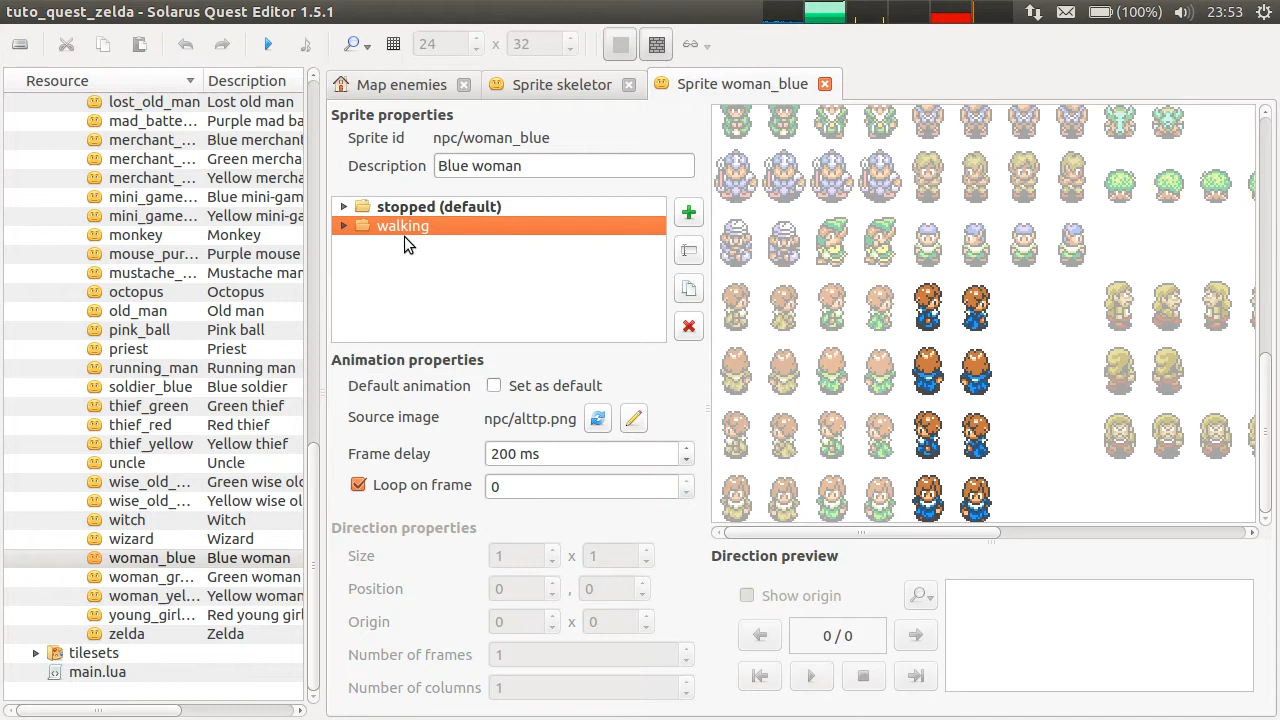 tuto_quest_zelda - Solarus Quest Editor 1.5.1
(100%)
23:53
24 x 32
Resource Description
lost_old_man Lost old man
mad_batte... Purple mad ba
merchant_... Blue merchant
merchant_... Green mercha
merchant_... Yellow mercha
mini_game... Blue mini-gam
mini_game... Yellow mini-ga
monkey Monkey
mouse_pur... Purple mouse
mustache_... Mustache man
octopus Octopus
old_man Old man
pink_ball Pink ball
priest Priest
running_man Running man
soldier_blue Blue soldier
thief_green Green thief
thief_red Red thief
thief_yellow Yellow thief
uncle Uncle
wise_old_... Green wise old
wise_old_... Yellow wise old
witch Witch
wizard Wizard
woman_blue Blue woman
woman_gr... Green woman
woman_yel... Yellow woman
young_girl... Red young girl
zelda Zelda
tilesets
main.lua
Map enemies
Sprite skeletor
Sprite woman_blue
Sprite properties
Sprite id npc/woman_blue
Description Blue woman
stopped (default)
walking
Animation properties
Default animation Set as default
Source image npc/alttp.png
Frame delay 200 ms
Loop on frame 0
Direction properties
Size 1 x 1
Position 0 , 0
Origin 0 x 0
Number of frames 1
Number of columns 1
Direction preview
Show origin
0 / 0